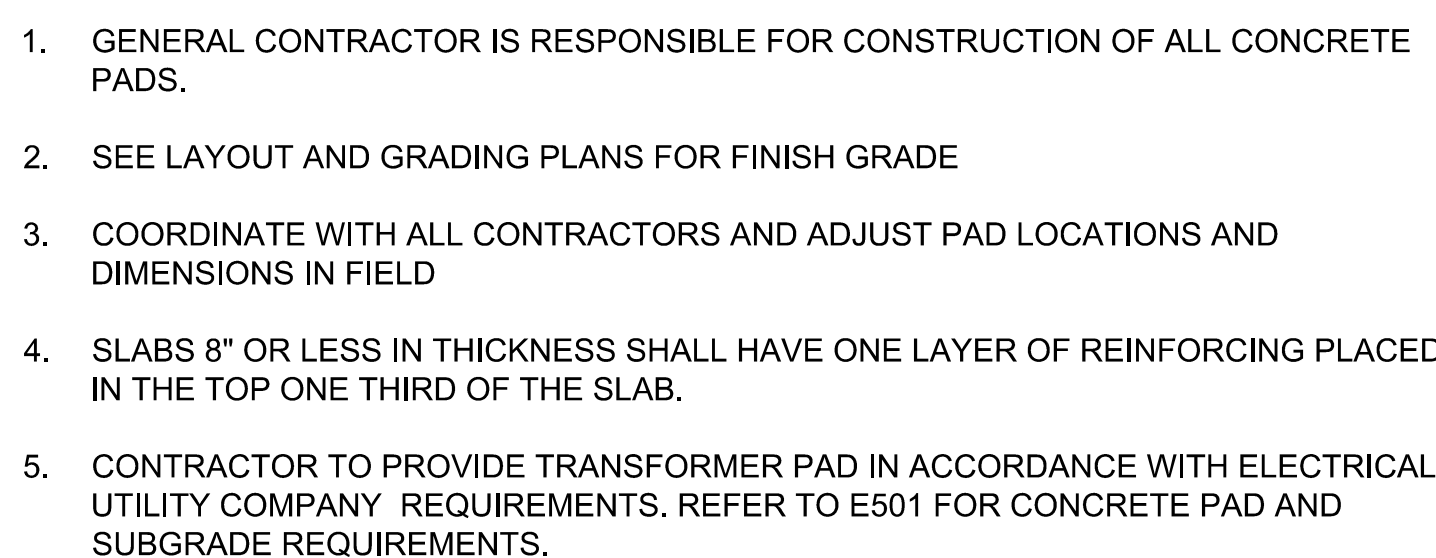 1. GENERAL CONTRACTOR IS RESPONSIBLE FOR CONSTRUCTION OF ALL CONCRETE
PADS.
2. SEE LAYOUT AND GRADING PLANS FOR FINISH GRADE
3. COORDINATE WITH ALL CONTRACTORS AND ADJUST PAD LOCATIONS AND
DIMENSIONS IN FIELD
4. SLABS 8" OR LESS IN THICKNESS SHALL HAVE ONE LAYER OF REINFORCING PLACED
IN THE TOP ONE THIRD OF THE SLAB.
5. CONTRACTOR TO PROVIDE TRANSFORMER PAD IN ACCORDANCE WITH ELECTRICAL
UTILITY COMPANY REQUIREMENTS. REFER TO E501 FOR CONCRETE PAD AND
SUBGRADE REQUIREMENTS.